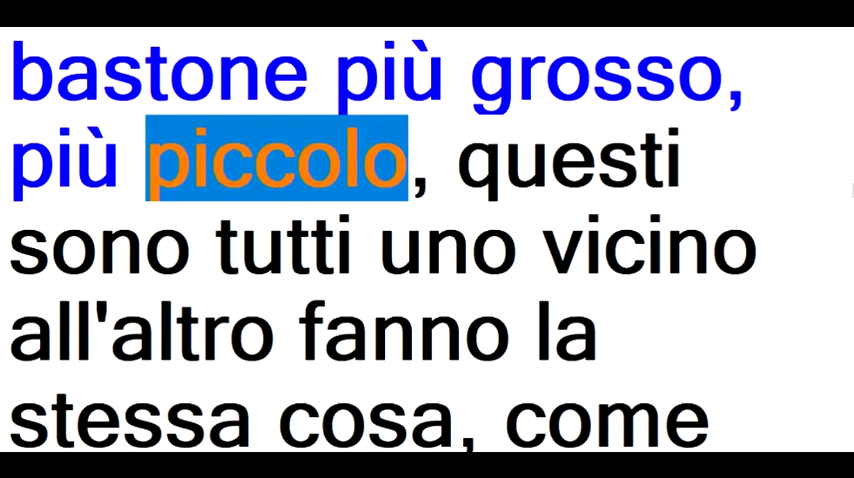 bastone più grosso,
più piccolo, questi
sono tutti uno vicino
all'altro fanno la
stessa cosa, come